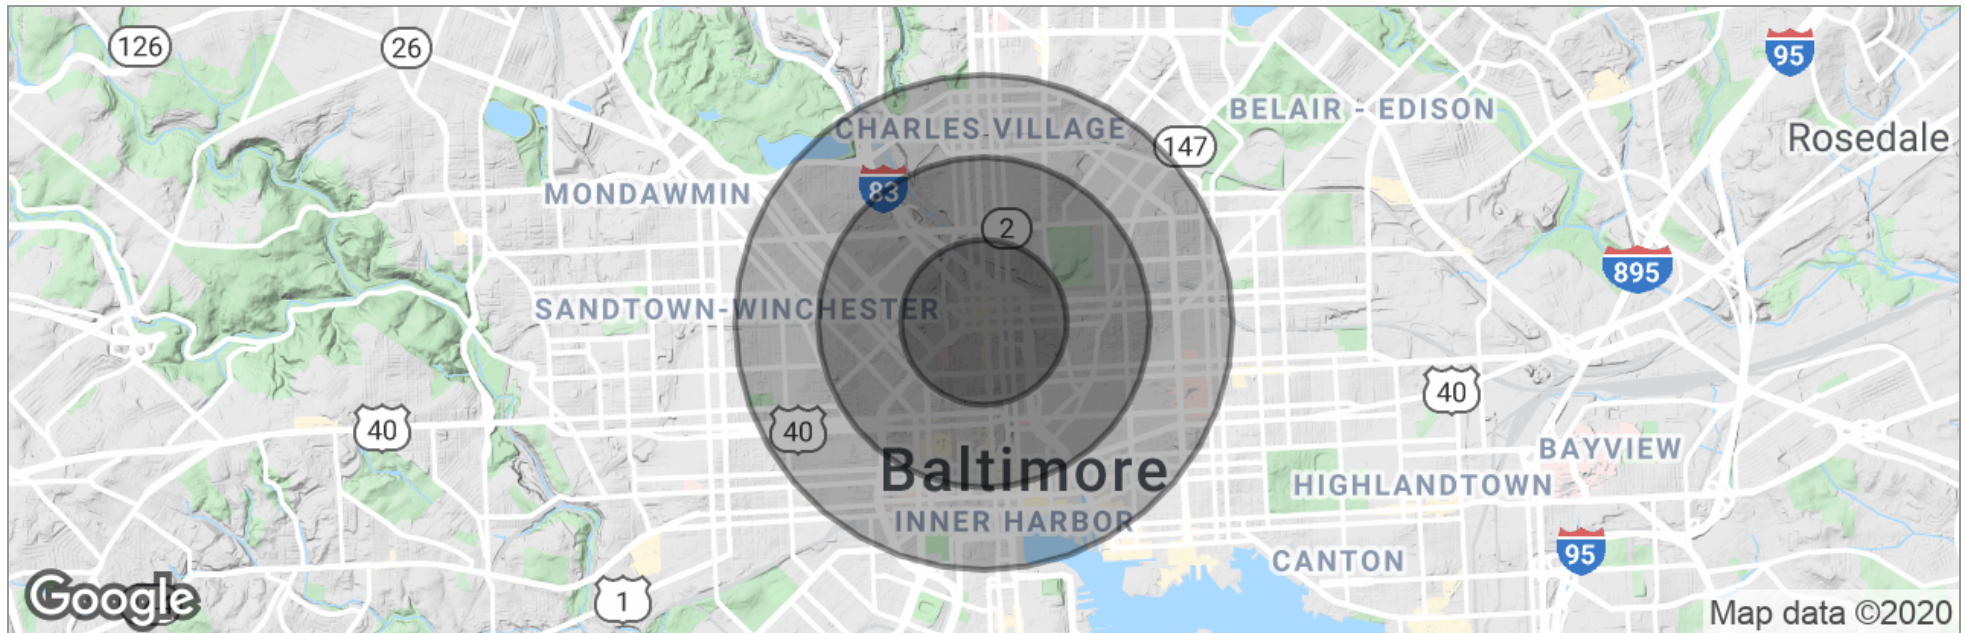 126
26
95
BELAIR - EDISON
CHARLES VILLAGE
Rosedale
147
83
MONDAWMIN
2
895
SANDTOWN-WINCHESTER
40
40
40
BAYVIEW
Baltimore
HIGHLANDTOWN
INNER HARBOR
95
CANTON
Google
1
Map data ©2020